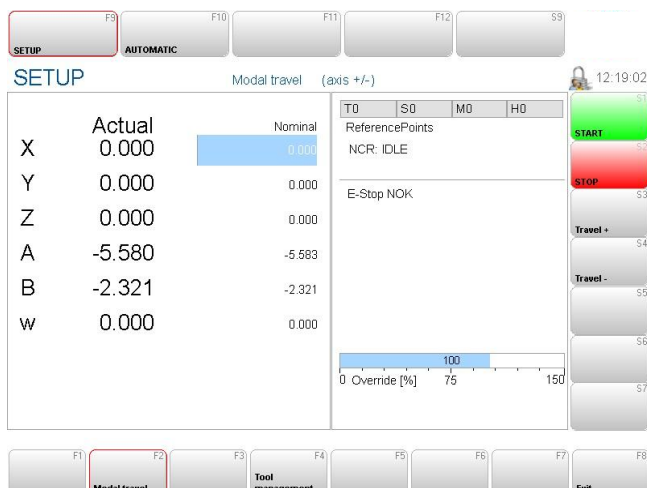 F9 F10 F11 F12 S9
SETUP AUTOMATIC
SETUP Modal travel (axis +/-) 12:19:02
Actual Nominal
X 0.000 0.000
Y 0.000 0.000
Z 0.000 0.000
A -5.580 -5.583
B -2.321 -2.321
w 0.000 0.000
T0 S0 M0 H0
ReferencePoints
NCR: IDLE
E-Stop NOK
100
0 Override [%] 75 150
S1
START
S2
STOP
S3
Travel +
S4
Travel -
S5
S6
S7
F1 F2 F3 F4 F5 F6 F7 F8
Modal travel Tool management Exit